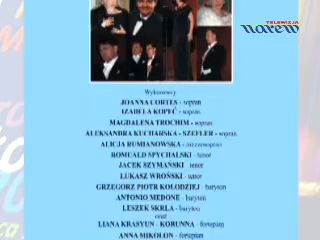 TELEWIZJA
narew
Wykonawcy
JOANNA CORTES - sopran
IZABELA KOPEĆ - sopran
MAGDALENA TROCHIM - sopran
ALEKSANDRA KUCHARSKA - SZEFLER - sopran
ALICJA RUMIANOWSKA - mezzosopran
ROMUALD SPYCHALSKI - tenor
JACEK SZYMAŃSKI - tenor
LUKASZ WROŃSKI - tenor
GRZEGORZ PIOTR KOŁODZIEJ - baryton
ANTONIO MEDONE - baryton
LESZEK SKRLA - baryton
oraz
LIANA KRASYUN - KORUNNA - fortepian
ANNA MIKOLON - fortepian